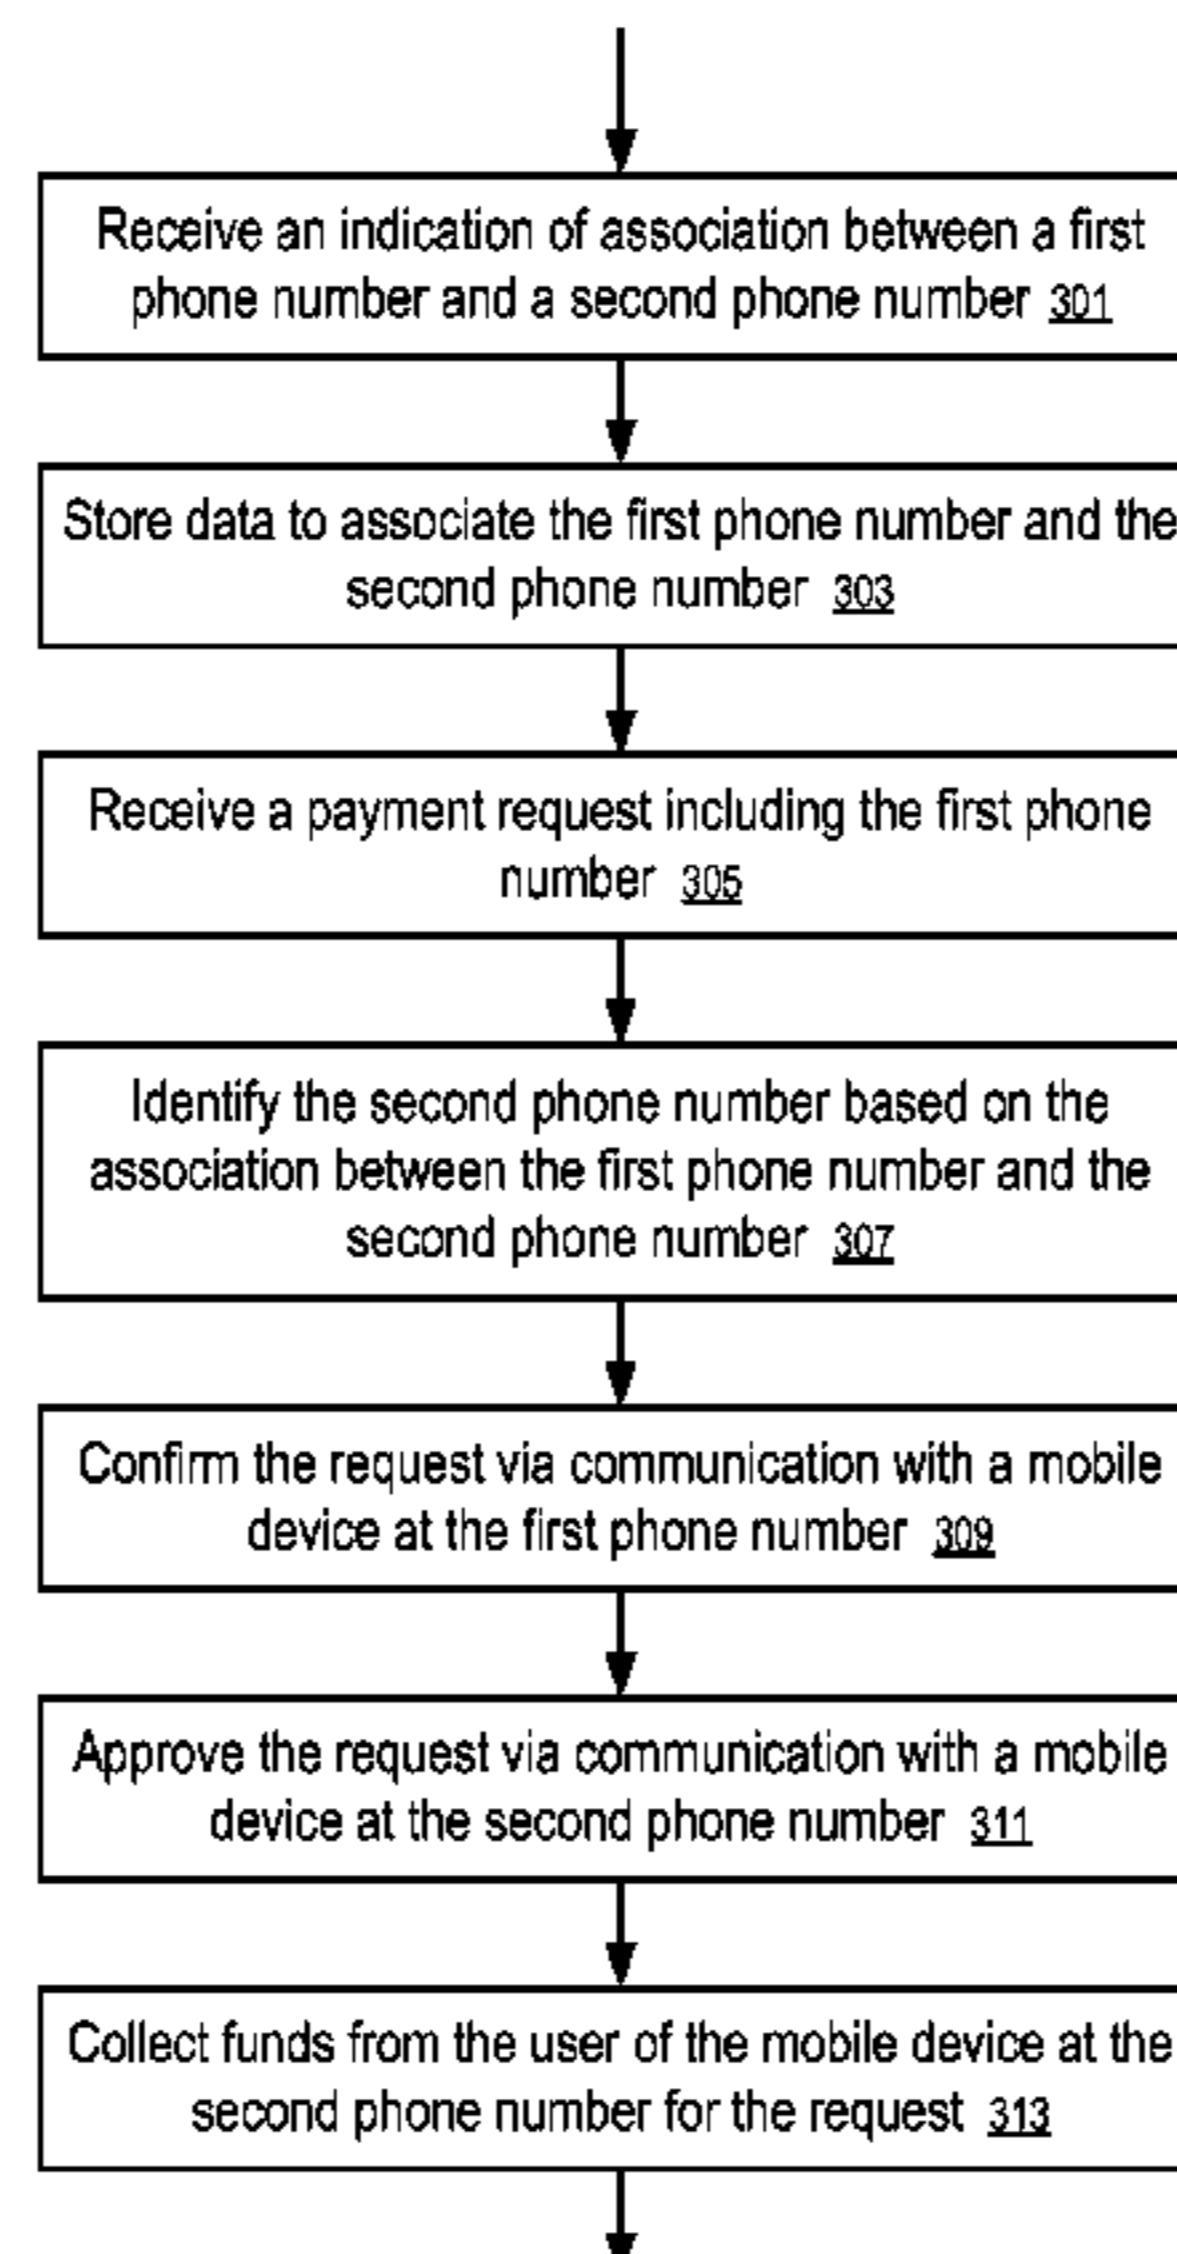 Receive an indication of association between a first
phone number and a second phone number 301
Store data to associate the first phone number and the
second phone number 303
Receive a payment request including the first phone
number 305
Identify the second phone number based on the
association between the first phone number and the
second phone number 307
Confirm the request via communication with a mobile
device at the first phone number 309
Approve the request via communication with a mobile
device at the second phone number 311
Collect funds from the user of the mobile device at the
second phone number for the request 313